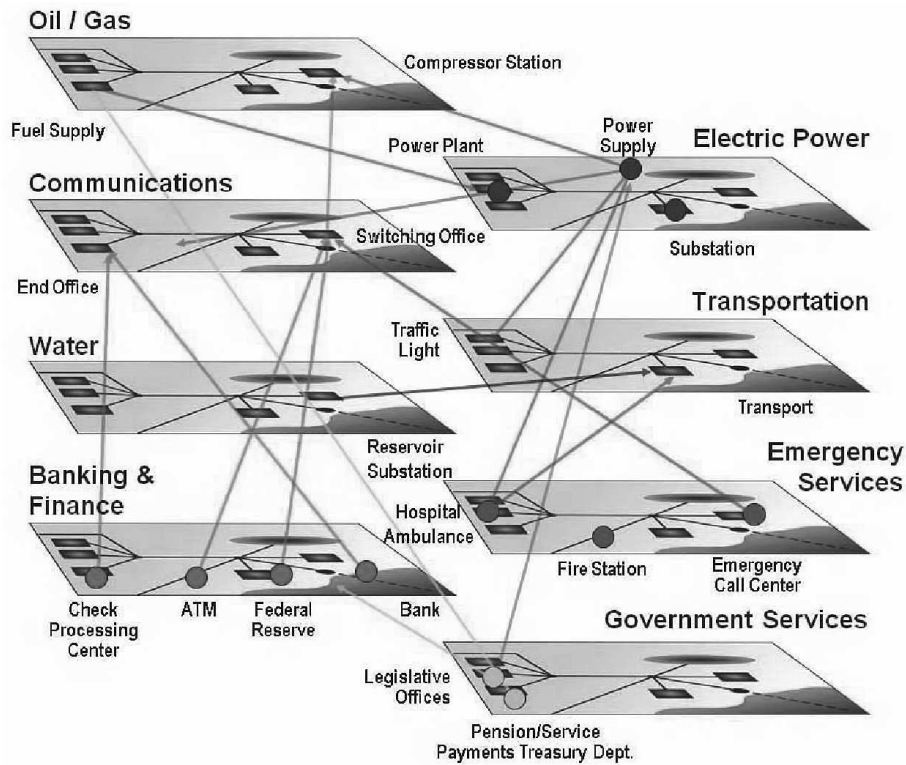 Oil / Gas
Compressor Station
Fuel Supply
Power Plant
Power
Supply
Electric Power
Communications
Switching Office
Substation
End Office
Transportation
Traffic
Light
Water
Transport
Reservoir
Substation
Emergency
Services
Banking &
Finance
Hospital
Ambulance
Fire Station
Emergency
Call Center
Check
Processing
Center
ATM
Federal
Reserve
Bank
Government Services
Legislative
Offices
Pension/Service
Payments Treasury Dept.